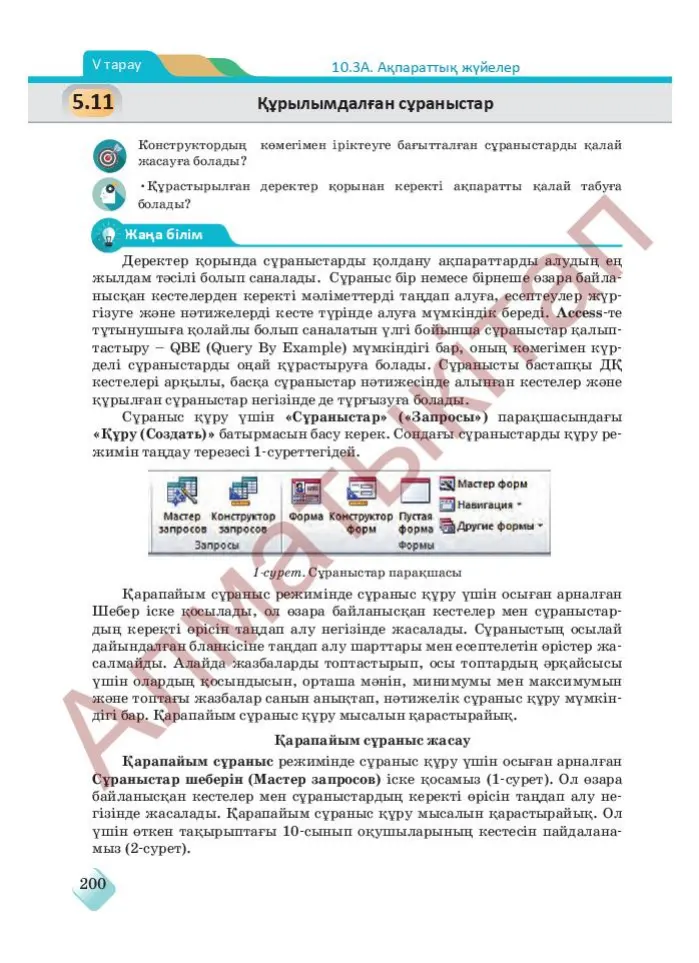 V тарау
10.3А. Ақпараттық жүйелер
5.11
Құрылымдалған сұраныстар
Конструктордың көмегімен іріктеуге бағытталған сұраныстарды қалай
жасауға болады?
•Құрастырылған деректер қорынан керекті ақпаратты қалай табуға
болады?
Жаңа білім
Деректер қорында сұраныстарды қолдану ақпараттарды алудың ең
жылдам тәсілі болып саналады. Сұраныс бір немесе бірнеше өзара байла-
нысқан кестелерден керекті мәліметтерді таңдап алуға, есептеулер жүр-
гізуге және нәтижелерді кесте түрінде алуға мүмкіндік береді. Access-те
тұтынушыға қолайлы болып саналатын үлгі бойынша сұраныстар қалып-
тастыру – QBE (Query By Example) мүмкіндігі бар, оның көмегімен күр-
делі сұраныстарды оңай құрастыруға болады. Сұранысты бастапқы ДҚ
кестелері арқылы, басқа сұраныстар нәтижесінде алынған кестелер және
құрылған сұраныстар негізінде де тұрғызуға болады.
Сұраныс құру үшін «Сұраныстар» («Запросы») парақшасындағы
«Құру (Создать)» батырмасын басу керек. Сондағы сұраныстарды құру ре-
жимін таңдау терезесі 1-суреттегідей.
Мастер запросов
Конструктор запросов
Запросы
Форма
Конструктор форм
Пустая форма
Мастер форм
Навигация
Другие формы
Формы
1-сурет. Сұраныстар парақшасы
Қарапайым сұраныс режимінде сұраныс құру үшін осыған арналған
Шебер іске қосылады, ол өзара байланысқан кестелер мен сұраныстар-
дың керекті өрісін таңдап алу негізінде жасалады. Сұраныстың осылай
дайындалған бланкісіне таңдап алу шарттары мен есептелетін өрістер жа-
салмайды. Алайда жазбаларды топтастырып, осы топтардың әрқайсысы
үшін олардың қосындысын, орташа мәнін, минимумы мен максимумын
және топтағы жазбалар санын анықтап, нәтижелік сұраныс құру мүмкін-
дігі бар. Қарапайым сұраныс құру мысалын қарастырайық.
Қарапайым сұраныс жасау
Қарапайым сұраныс режимінде сұраныс құру үшін осыған арналған
Сұраныстар шеберін (Мастер запросов) іске қосамыз (1-сурет). Ол өзара
байланысқан кестелер мен сұраныстардың керекті өрісін таңдап алу не-
гізінде жасалады. Қарапайым сұраныс құру мысалын қарастырайық. Ол
үшін өткен тақырыптағы 10-сынып оқушыларының кестесін пайдалана-
мыз (2-сурет).
200
Алматыкітап